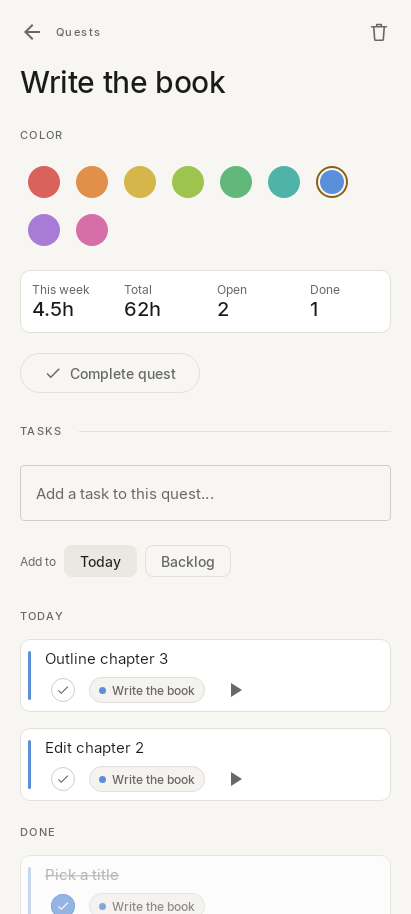 Quests
Write the book
COLOR
This week Total Open Done
4.5h 62h 2 1
Complete quest
TASKS
Add a task to this quest...
Add to Today Backlog
TODAY
Outline chapter 3
Write the book
Edit chapter 2
Write the book
DONE
Pick a title
Write the book